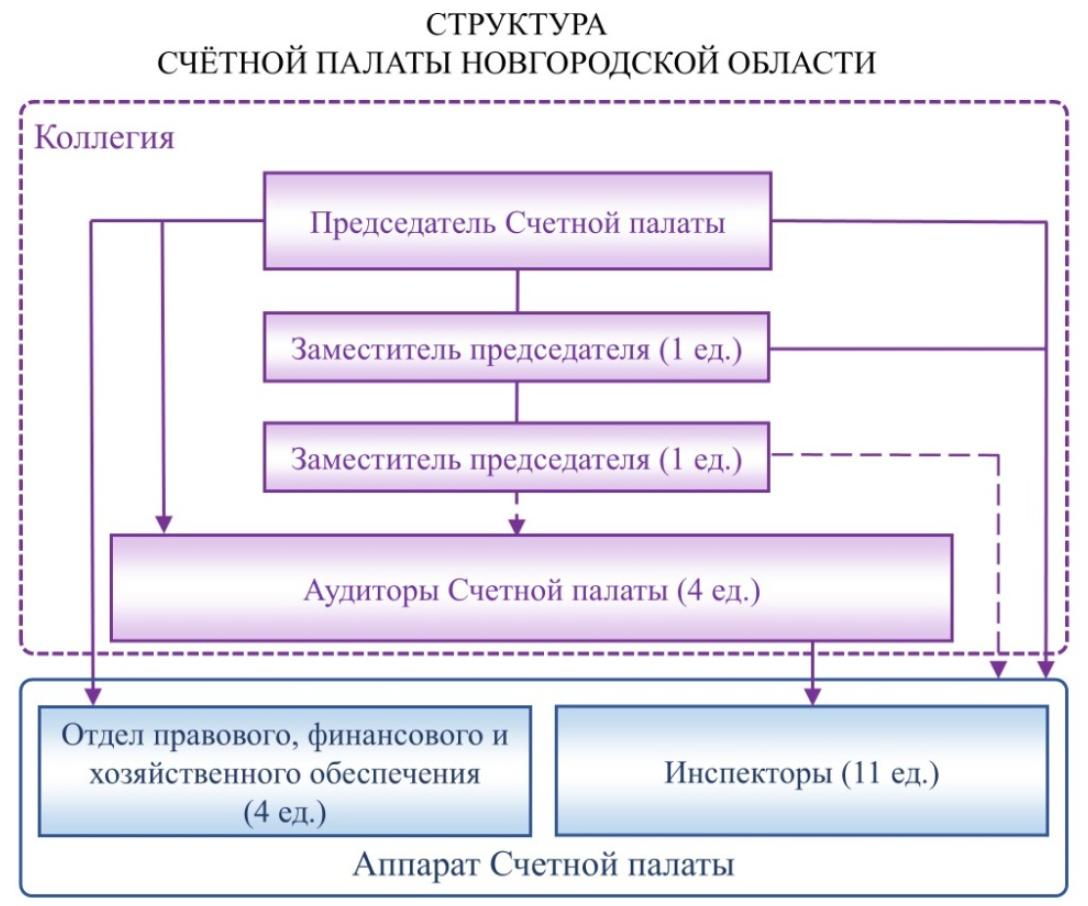 СТРУКТУРА
СЧЁТНОЙ ПАЛАТЫ НОВГОРОДСКОЙ ОБЛАСТИ
Коллегия
Председатель Счетной палаты
Заместитель председателя (1 ед.)
Заместитель председателя (1 ед.)
Аудиторы Счетной палаты (4 ед.)
Отдел правового, финансового и
хозяйственного обеспечения
(4 ед.)
Инспекторы (11 ед.)
Аппарат Счетной палаты